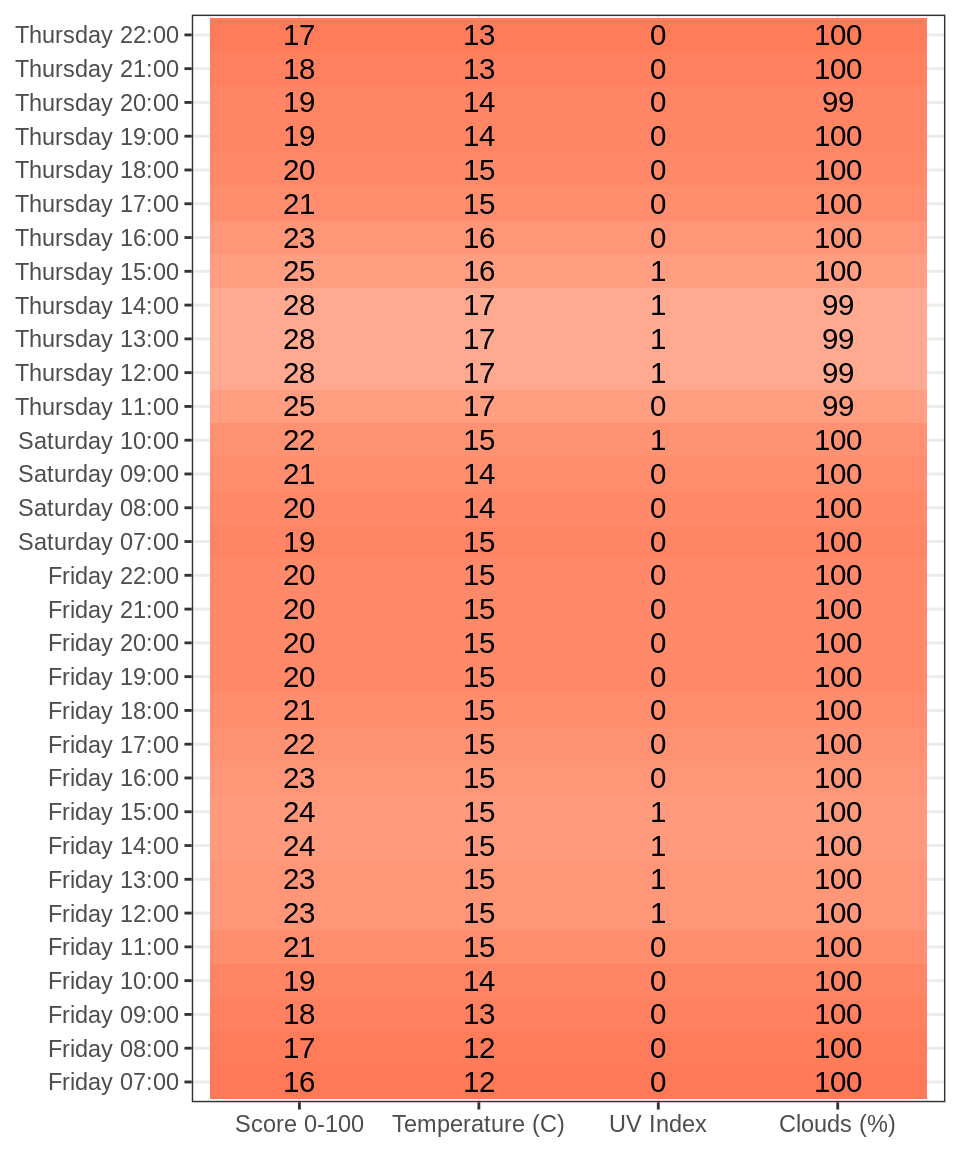 Thursday 22:00 17 13 0 100
Thursday 21:00 18 13 0 100
Thursday 20:00 19 14 0 99
Thursday 19:00 19 14 0 100
Thursday 18:00 20 15 0 100
Thursday 17:00 21 15 0 100
Thursday 16:00 23 16 0 100
Thursday 15:00 25 16 1 100
Thursday 14:00 28 17 1 99
Thursday 13:00 28 17 1 99
Thursday 12:00 28 17 1 99
Thursday 11:00 25 17 0 99
Saturday 10:00 22 15 1 100
Saturday 09:00 21 14 0 100
Saturday 08:00 20 14 0 100
Saturday 07:00 19 15 0 100
Friday 22:00 20 15 0 100
Friday 21:00 20 15 0 100
Friday 20:00 20 15 0 100
Friday 19:00 20 15 0 100
Friday 18:00 21 15 0 100
Friday 17:00 22 15 0 100
Friday 16:00 23 15 0 100
Friday 15:00 24 15 1 100
Friday 14:00 24 15 1 100
Friday 13:00 23 15 1 100
Friday 12:00 23 15 1 100
Friday 11:00 21 15 0 100
Friday 10:00 19 14 0 100
Friday 09:00 18 13 0 100
Friday 08:00 17 12 0 100
Friday 07:00 16 12 0 100
Score 0-100 Temperature (C) UV Index Clouds (%)